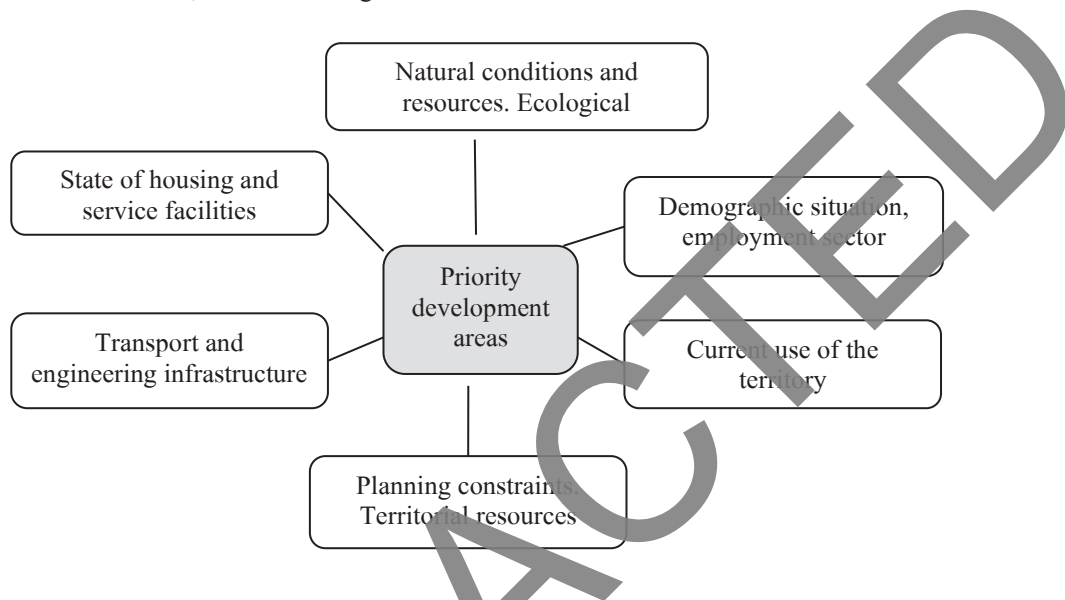 Natural conditions and
resources. Ecological
State of housing and
service facilities
Demographic situation,
employment sector
Priority
development
areas
Transport and
engineering infrastructure
Current use of the
territory
Planning constraints.
Territorial resources
ACTED